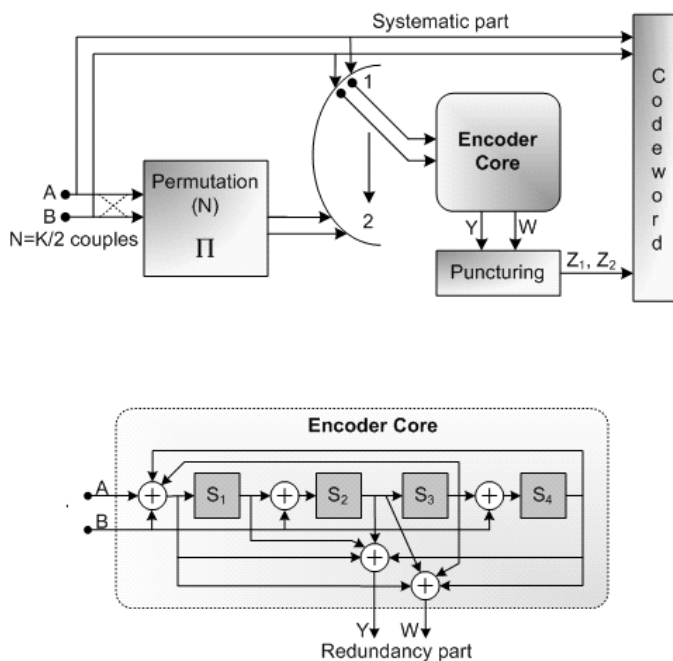 Systematic part
1
Encoder
Core
Codeword
A
B
N=K/2 couples
Permutation
(N)
Π
2
Y
W
Puncturing
Z₁, Z₂
Encoder Core
A
B
S₁
S₂
S₃
S₄
Y
W
Redundancy part